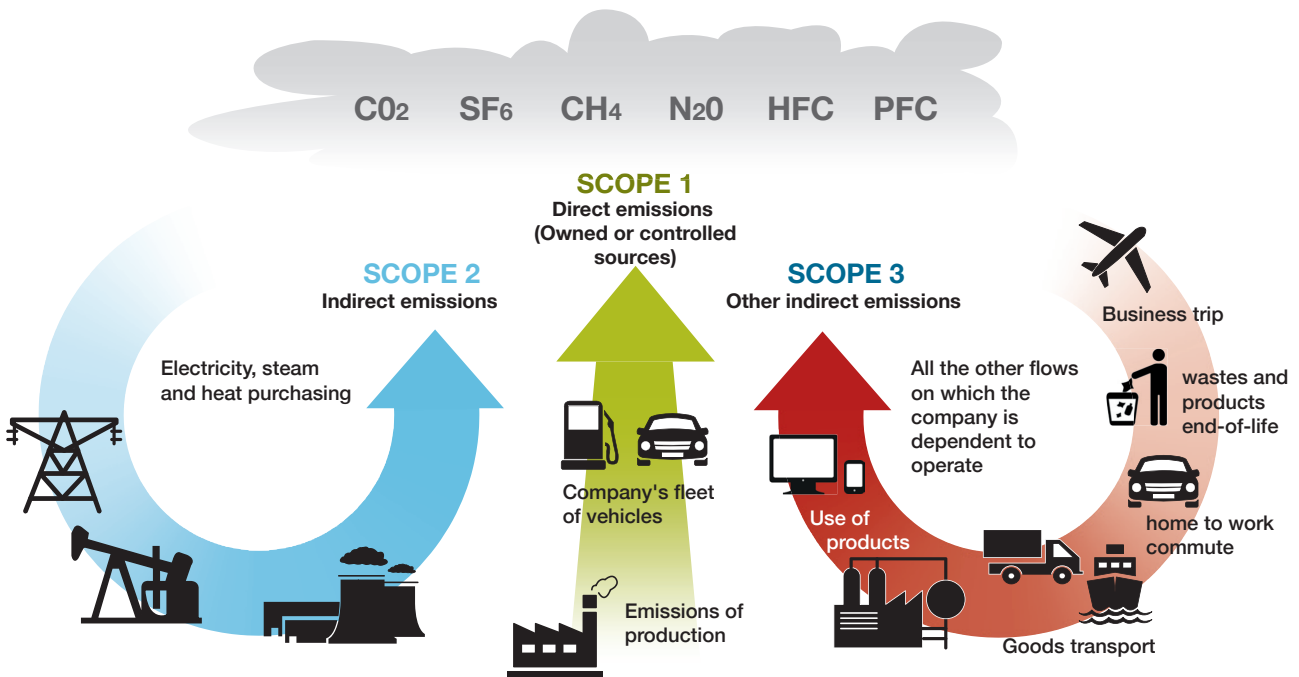 C02 SF6 CH4 N20 HFC PFC
SCOPE 1
Direct emissions
(Owned or controlled
sources)
SCOPE 2
Indirect emissions
Electricity, steam
and heat purchasing
Company's fleet
of vehicles
Emissions of
production
SCOPE 3
Other indirect emissions
All the other flows
on which the
company is
dependent to
operate
Business trip
wastes and
products
end-of-life
home to work
commute
Goods transport
Use of
products